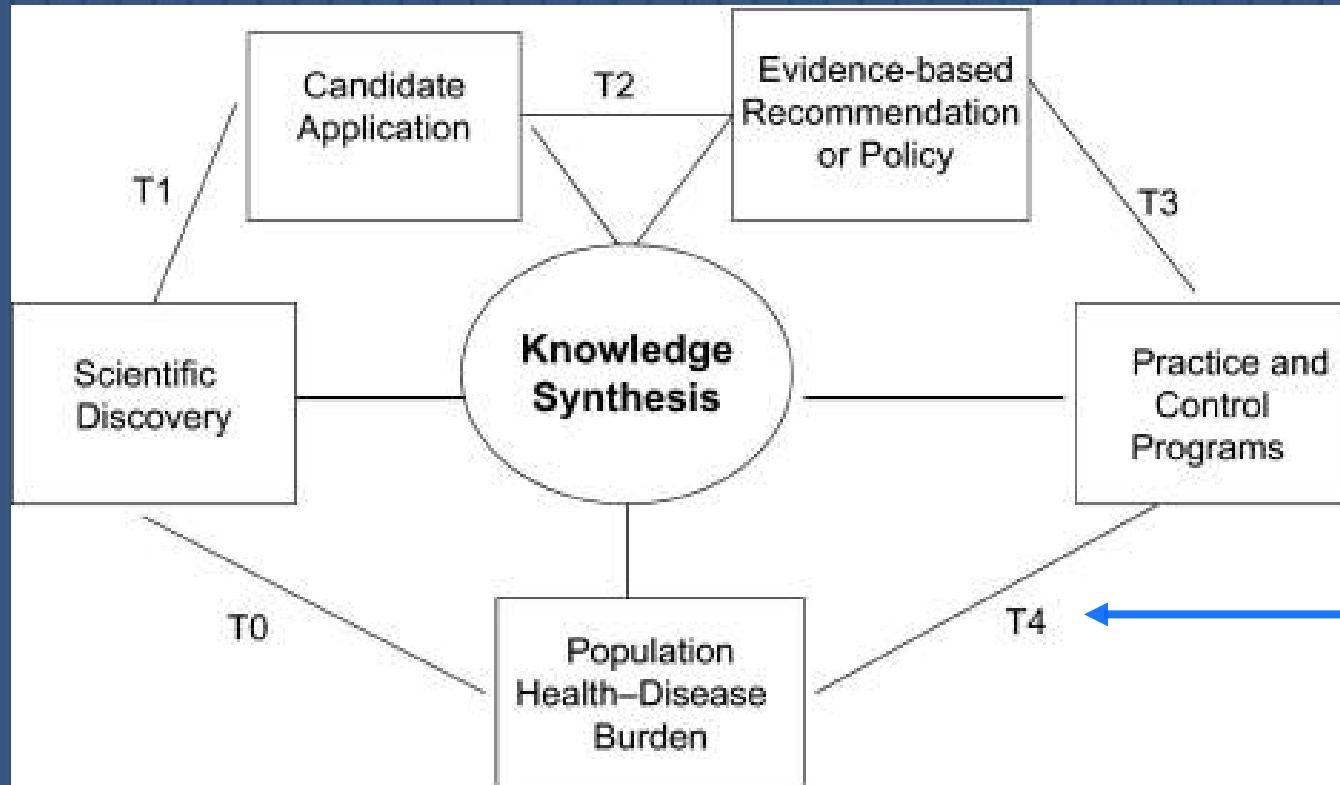 Candidate
Application
T2
Evidence-based
Recommendation
or Policy
T1
T3
Scientific
Discovery
Knowledge
Synthesis
Practice and
Control
Programs
T0
Population
Health–Disease
Burden
T4